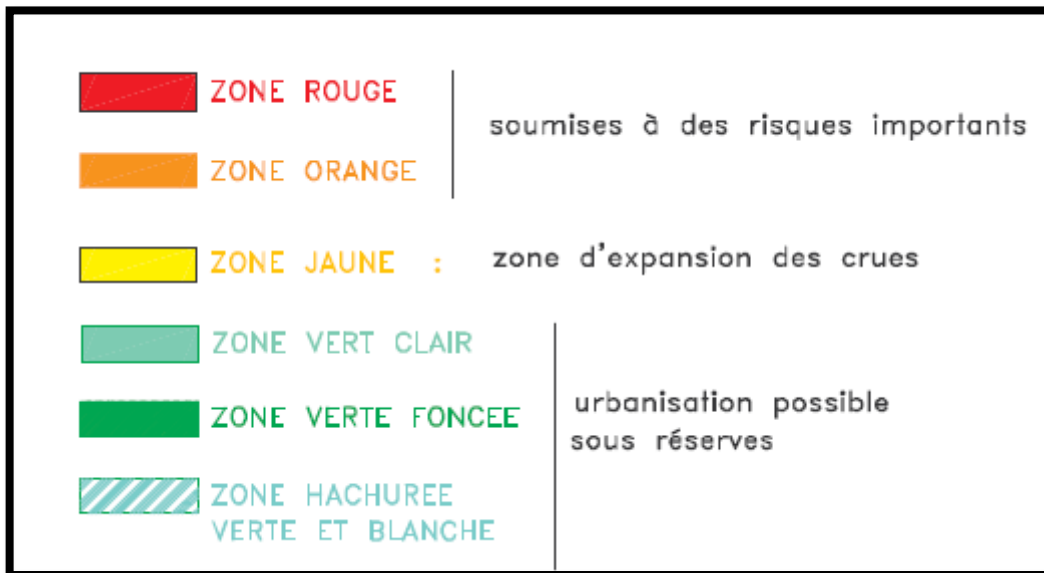 ZONE ROUGE
ZONE ORANGE
soumises à des risques importants
ZONE JAUNE : zone d'expansion des crues
ZONE VERT CLAIR
ZONE VERTE FONCEE
ZONE HACHUREE
VERTE ET BLANCHE
urbanisation possible
sous réserves